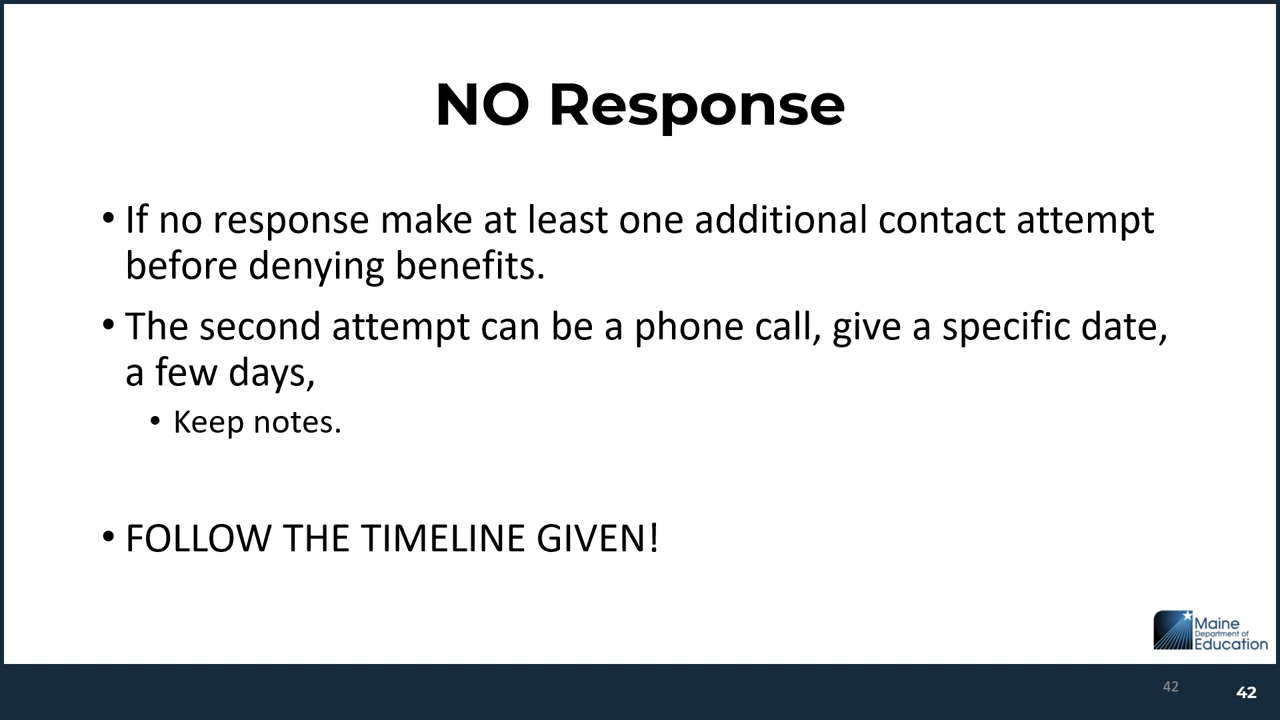 NO Response
• If no response make at least one additional contact attempt
before denying benefits.
• The second attempt can be a phone call, give a specific date,
a few days,
• Keep notes.
• FOLLOW THE TIMELINE GIVEN!
Maine
Department of
Education
42
42